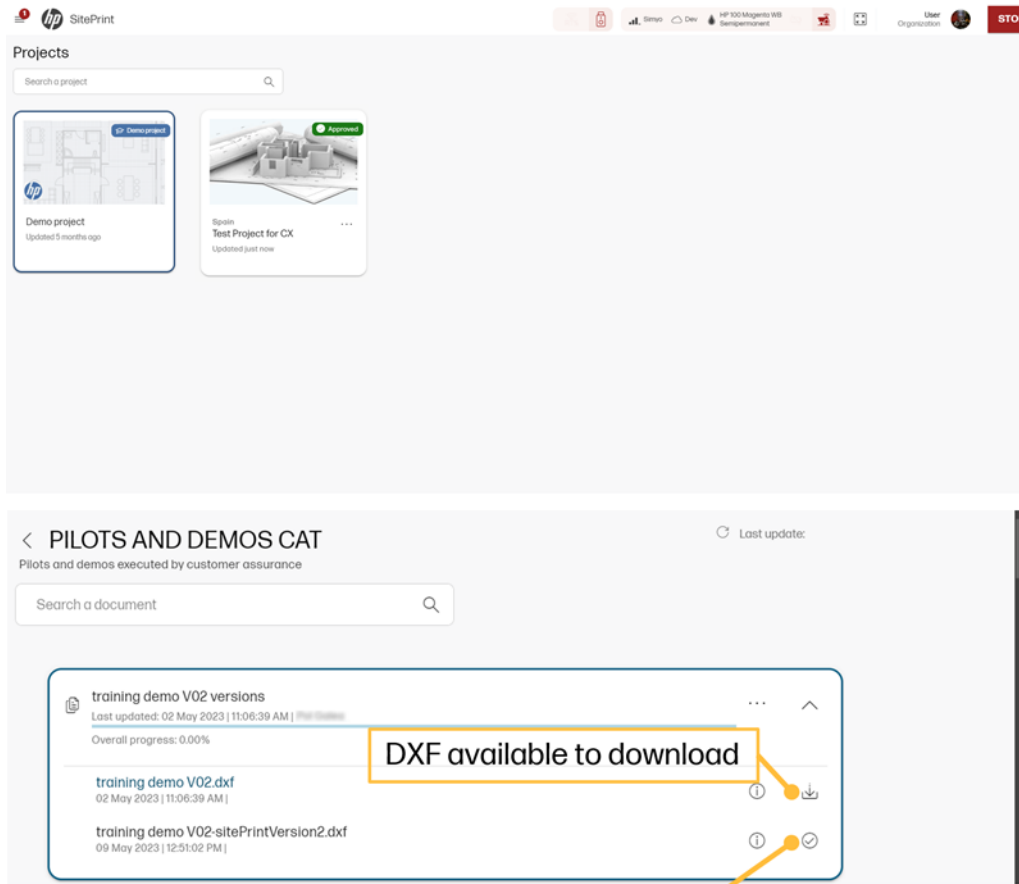 1
hp SitePrint
Simyo Dev HP 100 Magenta WB
Semipermanent
User
Organization
STO
Projects
Search a project
Demo project
hp
Demo project
Updated 5 months ago
Approved
Spain
Test Project for CX
Updated just now
PILOTS AND DEMOS CAT
Last update:
Pilots and demos executed by customer assurance
Search a document
training demo V02 versions
Last updated: 02 May 2023 | 11:06:39 AM |
Overall progress: 0.00%
DXF available to download
training demo V02.dxf
02 May 2023 | 11:06:39 AM |
training demo V02-sitePrintVersion2.dxf
09 May 2023 | 12:51:02 PM |